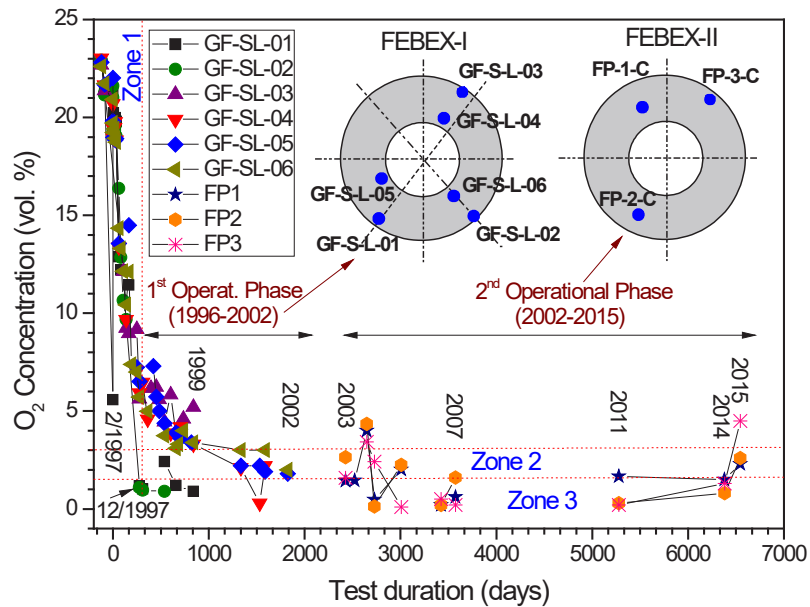 O2 Concentration (vol. %)
25
20
15
10
5
0
0
1000
2000
3000
4000
5000
6000
7000
Test duration (days)
Zone 1
GF-SL-01
GF-SL-02
GF-SL-03
GF-SL-04
GF-SL-05
GF-SL-06
FP1
FP2
FP3
FEBEX-I
GF-S-L-03
GF-S-L-04
GF-S-L-05
GF-S-L-06
GF-S-L-01
GF-S-L-02
FEBEX-II
FP-1-C
FP-3-C
FP-2-C
1st Operat. Phase
(1996-2002)
2nd Operational Phase
(2002-2015)
2/1997
12/1997
1999
2002
2003
2007
2011
2014
2015
Zone 2
Zone 3